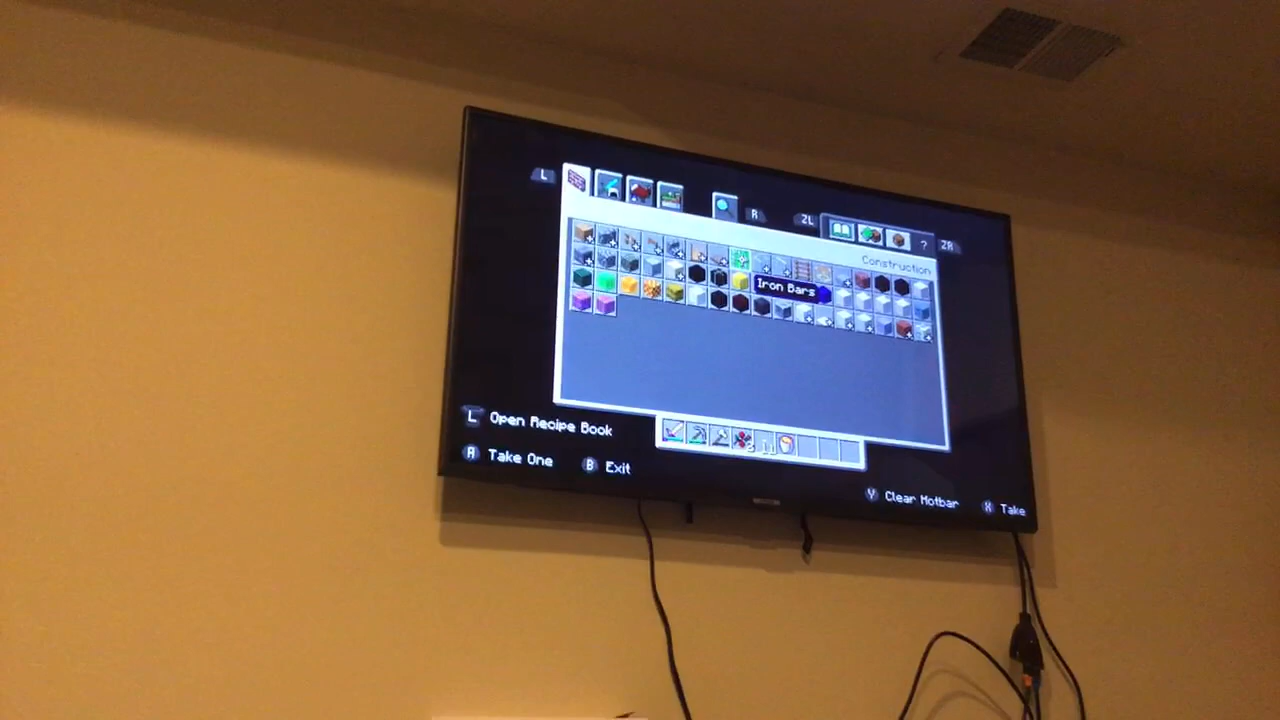 L
R
ZL
?
ZR
Construction
Iron Bars
L Open Recipe Book
A Take One
B Exit
Y Clear Hotbar
X Take